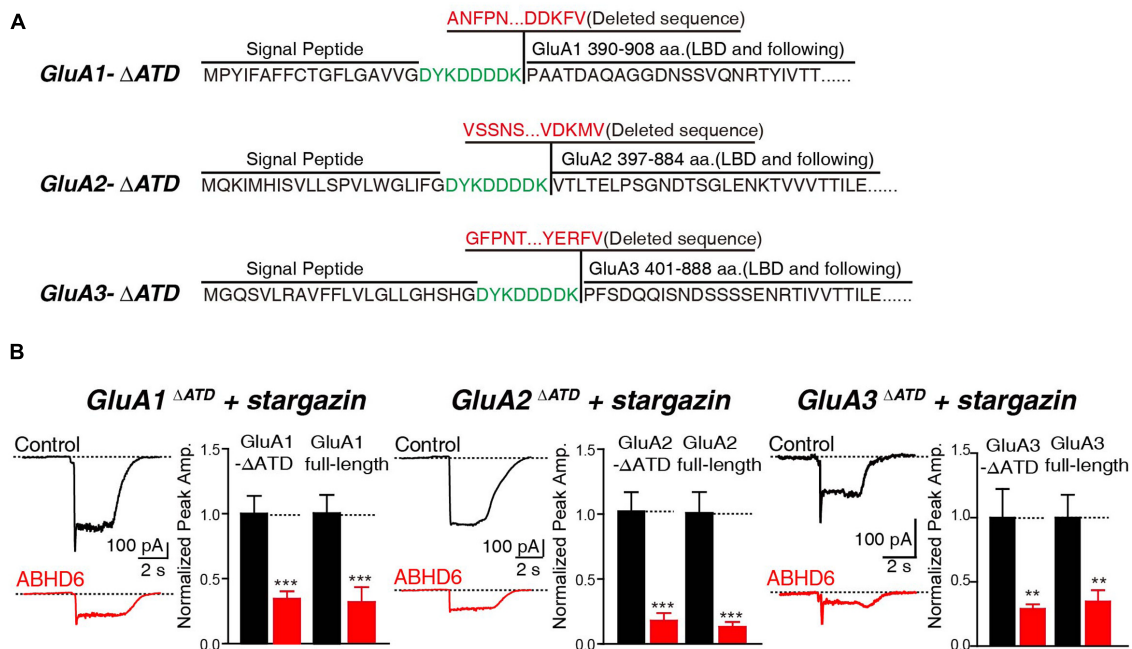 A
ANFPN...DDKFV(Deleted sequence)
Signal Peptide
GluA1 390-908 aa.(LBD and following)
GluA1- ΔATD
MPYIFAFFCTGFLGAVVGDYKDDDDKPAATDAQAGGDNSSVQNRTYIVTT......
VSSNS...VDKMV(Deleted sequence)
Signal Peptide
GluA2 397-884 aa.(LBD and following)
GluA2- ΔATD
MQKIMHISVLLSPVLWGLIFGDYKDDDDKVTLTELPSGNDTSGLENKTVVVTTILE......
GFPNT...YERFV(Deleted sequence)
Signal Peptide
GluA3 401-888 aa.(LBD and following)
GluA3- ΔATD
MGQSVLRAVFFLVLGLLGHSHGDYKDDDDKPFSDQQISNDSSSSENRTIVVTTILE......
B
GluA1 ΔATD + stargazin
Control
100 pA
2 s
ABHD6
Normalized Peak Amp.
1.5
1.0
0.5
0.0
GluA1 -ΔATD
GluA1 full-length
***
***
GluA2 ΔATD + stargazin
Control
100 pA
2 s
ABHD6
Normalized Peak Amp.
1.5
1.0
0.5
0.0
GluA2 -ΔATD
GluA2 full-length
***
***
GluA3 ΔATD + stargazin
Control
100 pA
2 s
ABHD6
Normalized Peak Amp.
1.5
1.0
0.5
0.0
GluA3 -ΔATD
GluA3 full-length
**
**